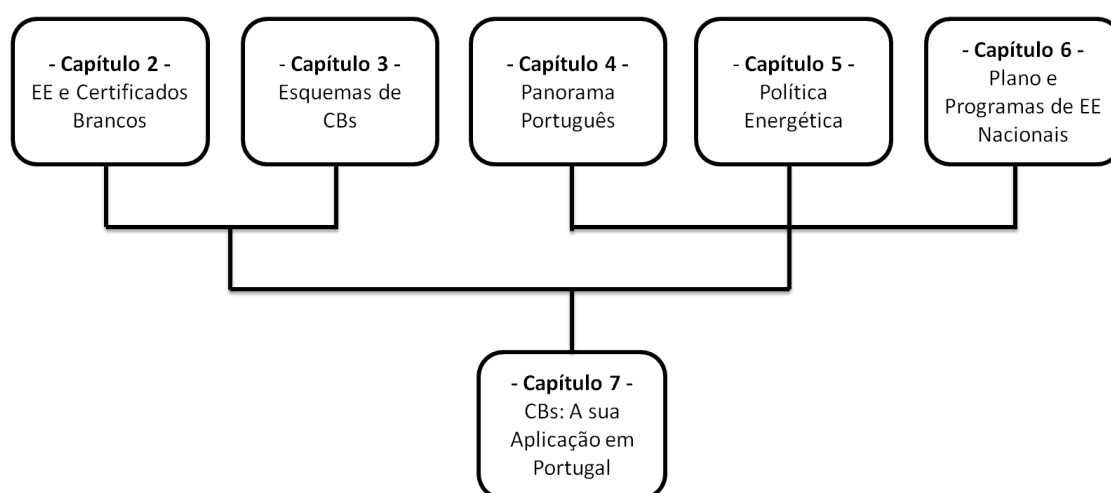 - Capítulo 2 -
EE e Certificados
Brancos
- Capítulo 3 -
Esquemas de
CBs
- Capítulo 4 -
Panorama
Português
- Capítulo 5 -
Política
Energética
- Capítulo 6 -
Plano e
Programas de EE
Nacionais
- Capítulo 7 -
CBs: A sua
Aplicação em
Portugal